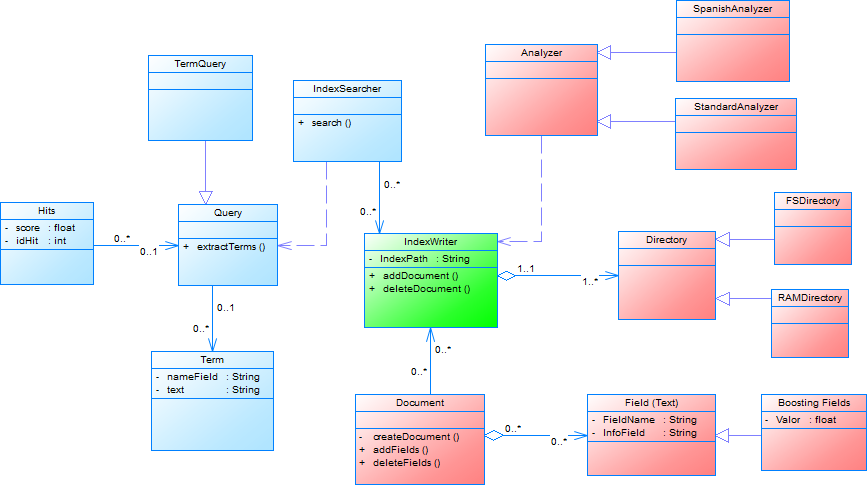 SpanishAnalyzer
Analyzer
TermQuery
IndexSearcher
+ search ()
StandardAnalyzer
0..*
0..*
Hits
- score : float
- idHit : int
0..*
0..1
Query
+ extractTerms ()
FSDirectory
IndexWriter
- IndexPath : String
+ addDocument ()
+ deleteDocument ()
1..1
1..*
Directory
RAMDirectory
0..1
0..*
Term
- nameField : String
- text : String
0..*
0..*
Document
- createDocument ()
+ addFields ()
+ deleteFields ()
0..*
0..*
Field (Text)
- FieldName : String
- InfoField : String
Boosting Fields
- Valor : float